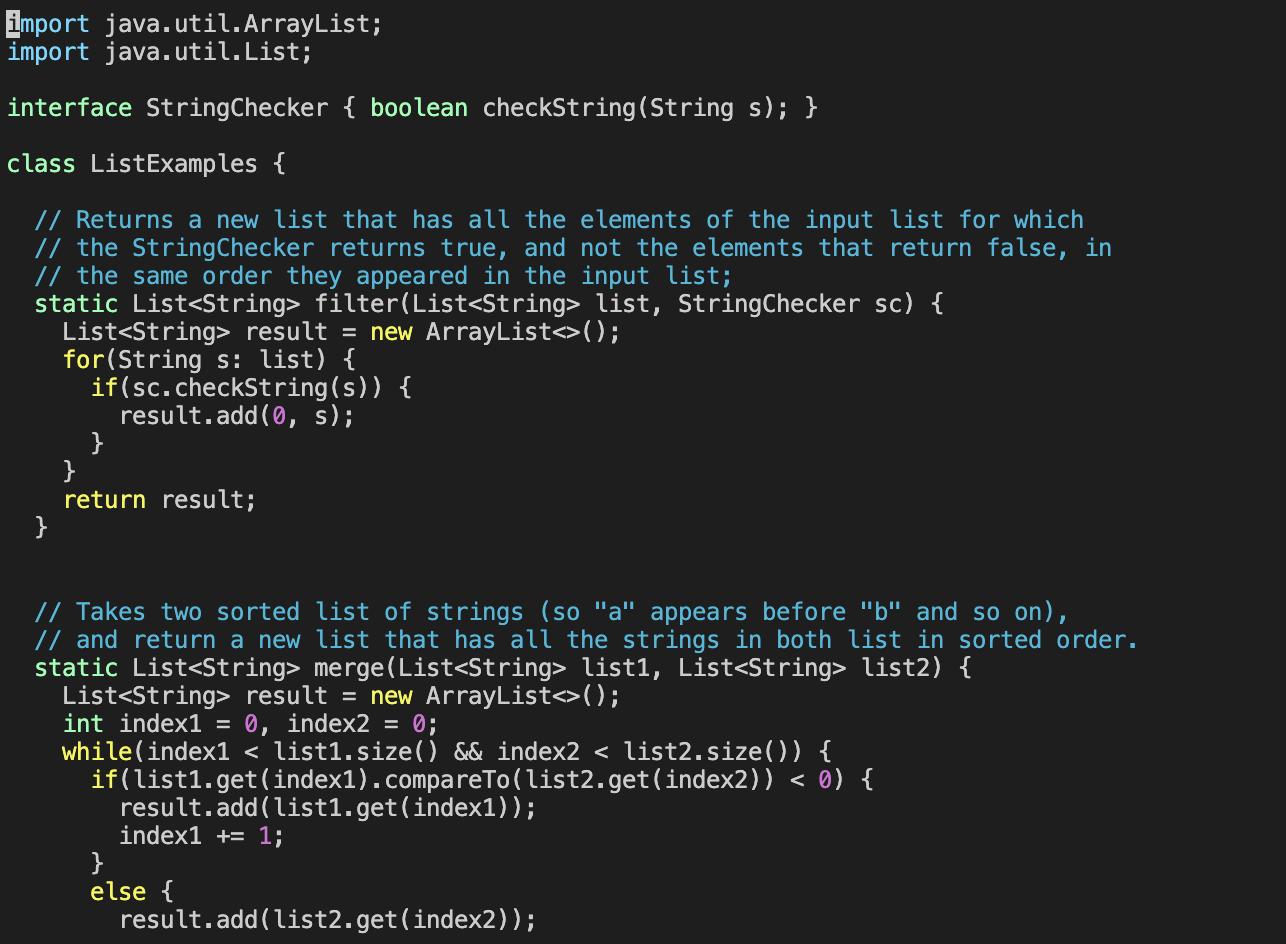 import java.util.ArrayList;
import java.util.List;

interface StringChecker { boolean checkString(String s); }

class ListExamples {

  // Returns a new list that has all the elements of the input list for which
  // the StringChecker returns true, and not the elements that return false, in
  // the same order they appeared in the input list;
  static List<String> filter(List<String> list, StringChecker sc) {
    List<String> result = new ArrayList<>();
    for(String s: list) {
      if(sc.checkString(s)) {
        result.add(0, s);
      }
    }
    return result;
  }


  // Takes two sorted list of strings (so "a" appears before "b" and so on),
  // and return a new list that has all the strings in both list in sorted order.
  static List<String> merge(List<String> list1, List<String> list2) {
    List<String> result = new ArrayList<>();
    int index1 = 0, index2 = 0;
    while(index1 < list1.size() && index2 < list2.size()) {
      if(list1.get(index1).compareTo(list2.get(index2)) < 0) {
        result.add(list1.get(index1));
        index1 += 1;
      }
      else {
        result.add(list2.get(index2));